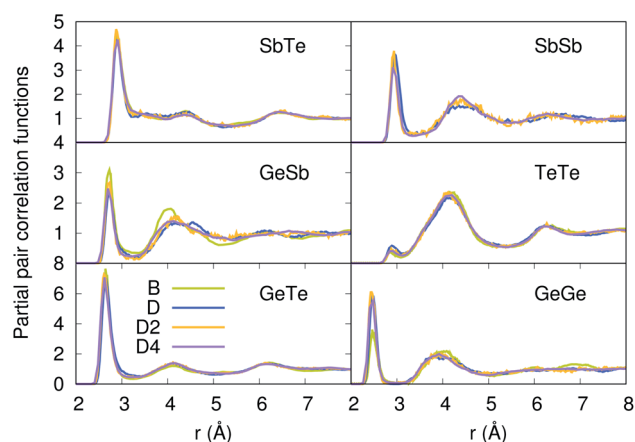 Partial pair correlation functions
5
4
3
2
1
4
SbTe
SbSb
3
2
1
8
GeSb
TeTe
6
4
2
0
GeTe
B
D
D2
D4
GeGe
2 3 4 5 6 7 2 3 4 5 6 7 8
r (Å) r (Å)